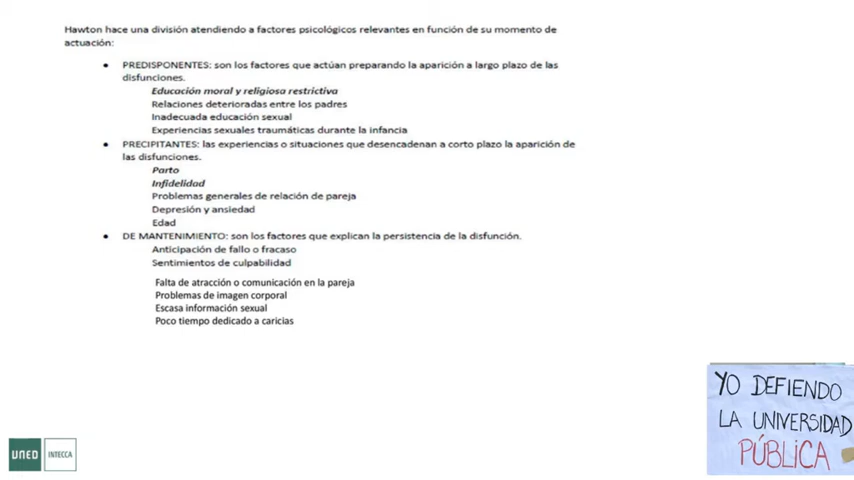 Hawton hace una división atendiendo a factores psicológicos relevantes en función de su momento de
actuación:
• PREDISPONENTES: son los factores que actúan preparando la aparición a largo plazo de las
disfunciones.
Educación moral y religiosa restrictiva
Relaciones deterioradas entre los padres
Inadecuada educación sexual
Experiencias sexuales traumáticas durante la infancia
• PRECIPITANTES: las experiencias o situaciones que desencadenan a corto plazo la aparición de
las disfunciones.
Parto
Infidelidad
Problemas generales de relación de pareja
Depresión y ansiedad
Edad
• DE MANTENIMIENTO: son los factores que explican la persistencia de la disfunción.
Anticipación de fallo o fracaso
Sentimientos de culpabilidad
Falta de atracción o comunicación en la pareja
Problemas de imagen corporal
Escasa información sexual
Poco tiempo dedicado a caricias
YO DEFIENDO
LA UNIVERSIDAD
PÚBLICA
UNED INTECCA